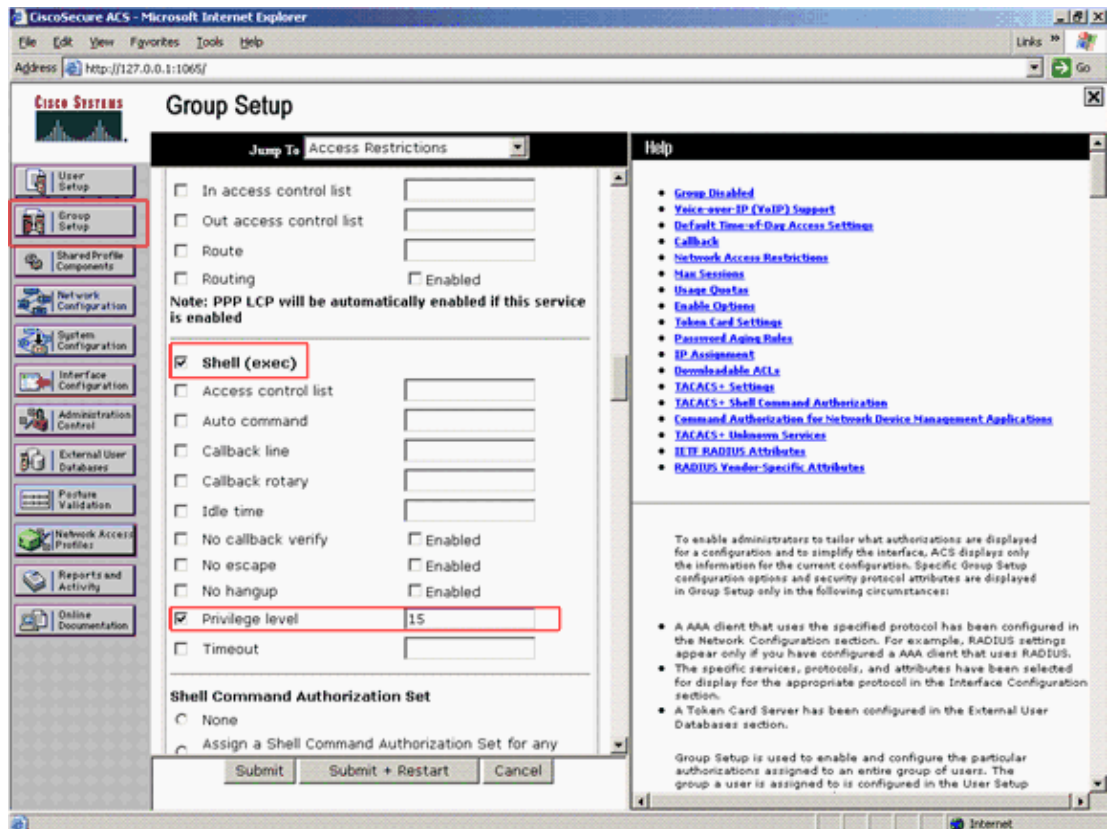 CiscoSecure ACS - Microsoft Internet Explorer
File Edit View Favorites Tools Help
Links »
Address http://127.0.0.1:1065/
Go
CISCO SYSTEMS
Group Setup
Jump To Access Restrictions
User Setup
Group Setup
Shared Profile Components
Network Configuration
System Configuration
Interface Configuration
Administration Control
External User Databases
Posture Validation
Network Access Profiles
Reports and Activity
Online Documentation
In access control list
Out access control list
Route
Routing Enabled
Note: PPP LCP will be automatically enabled if this service
is enabled
Shell (exec)
Access control list
Auto command
Callback line
Callback rotary
Idle time
No callback verify Enabled
No escape Enabled
No hangup Enabled
Privilege level 15
Timeout
Shell Command Authorization Set
None
Assign a Shell Command Authorization Set for any
Submit Submit + Restart Cancel
Help
Group Disabled
Voice-over-IP (VoIP) Support
Default Time-of-Day Access Settings
Callback
Network Access Restrictions
Max Sessions
Usage Quotas
Enable Options
Token Card Settings
Password Aging Rules
IP Assignment
Downloadable ACLs
TACACS+ Settings
TACACS+ Shell Command Authorization
Command Authorization for Network Device Management Applications
TACACS+ Unknown Services
IETF RADIUS Attributes
RADIUS Vendor-Specific Attributes
To enable administrators to tailor what authorizations are displayed
for a configuration and to simplify the interface, ACS displays only
the information for the current configuration. Specific Group Setup
configuration options and security protocol attributes are displayed
in Group Setup only in the following circumstances:
A AAA client that uses the specified protocol has been configured in
the Network Configuration section. For example, RADIUS settings
appear only if you have configured a AAA client that uses RADIUS.
The specific services, protocols, and attributes have been selected
for display for the appropriate protocol in the Interface Configuration
section.
A Token Card Server has been configured in the External User
Databases section.
Group Setup is used to enable and configure the particular
authorizations assigned to an entire group of users. The
group a user is assigned to is configured in the User Setup
Internet